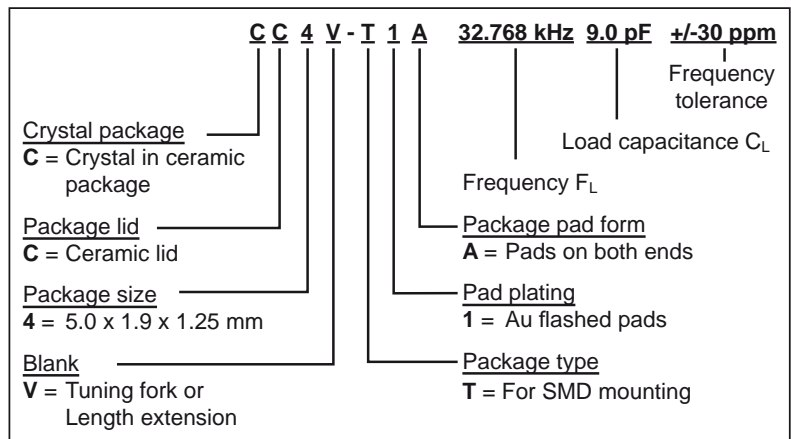 C C 4 V - T 1 A 32.768 kHz 9.0 pF +/-30 ppm
Frequency
tolerance
Load capacitance CL
Frequency FL
Crystal package
C = Crystal in ceramic
package
Package lid
C = Ceramic lid
Package size
4 = 5.0 x 1.9 x 1.25 mm
Blank
V = Tuning fork or
Length extension
Package pad form
A = Pads on both ends
Pad plating
1 = Au flashed pads
Package type
T = For SMD mounting